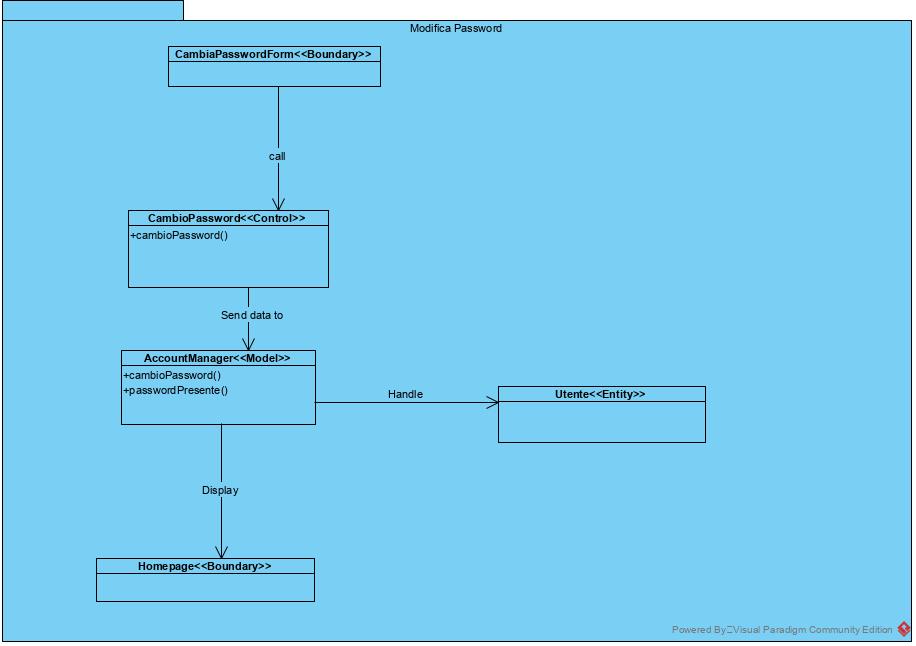 Modifica Password
CambiaPasswordForm<<Boundary>>
call
CambioPassword<<Control>>
+cambioPassword()
Send data to
AccountManager<<Model>>
+cambioPassword()
+passwordPresente()
Handle
Utente<<Entity>>
Display
Homepage<<Boundary>>
Powered By Visual Paradigm Community Edition